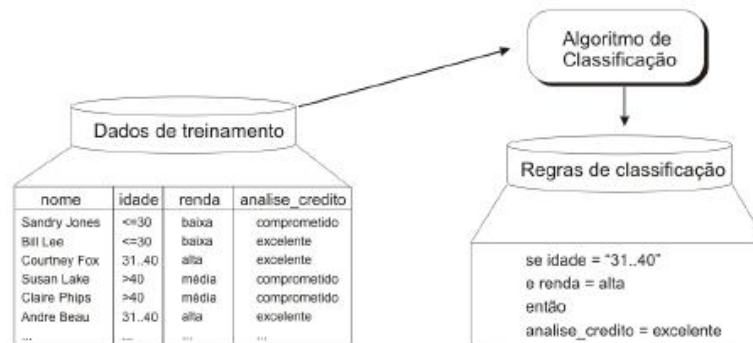 Algoritmo de
Classificação
Dados de treinamento
nome idade renda analise_credito
Sandry Jones <=30 baixa comprometido
Bill Lee <=30 baixa excelente
Courtney Fox 31..40 alta excelente
Susan Lake >40 média comprometido
Claire Phips >40 média comprometido
Andre Beau 31..40 alta excelente
... ... ... ...
Regras de classificação
se idade = "31..40"
e renda = alta
então
analise_credito = excelente